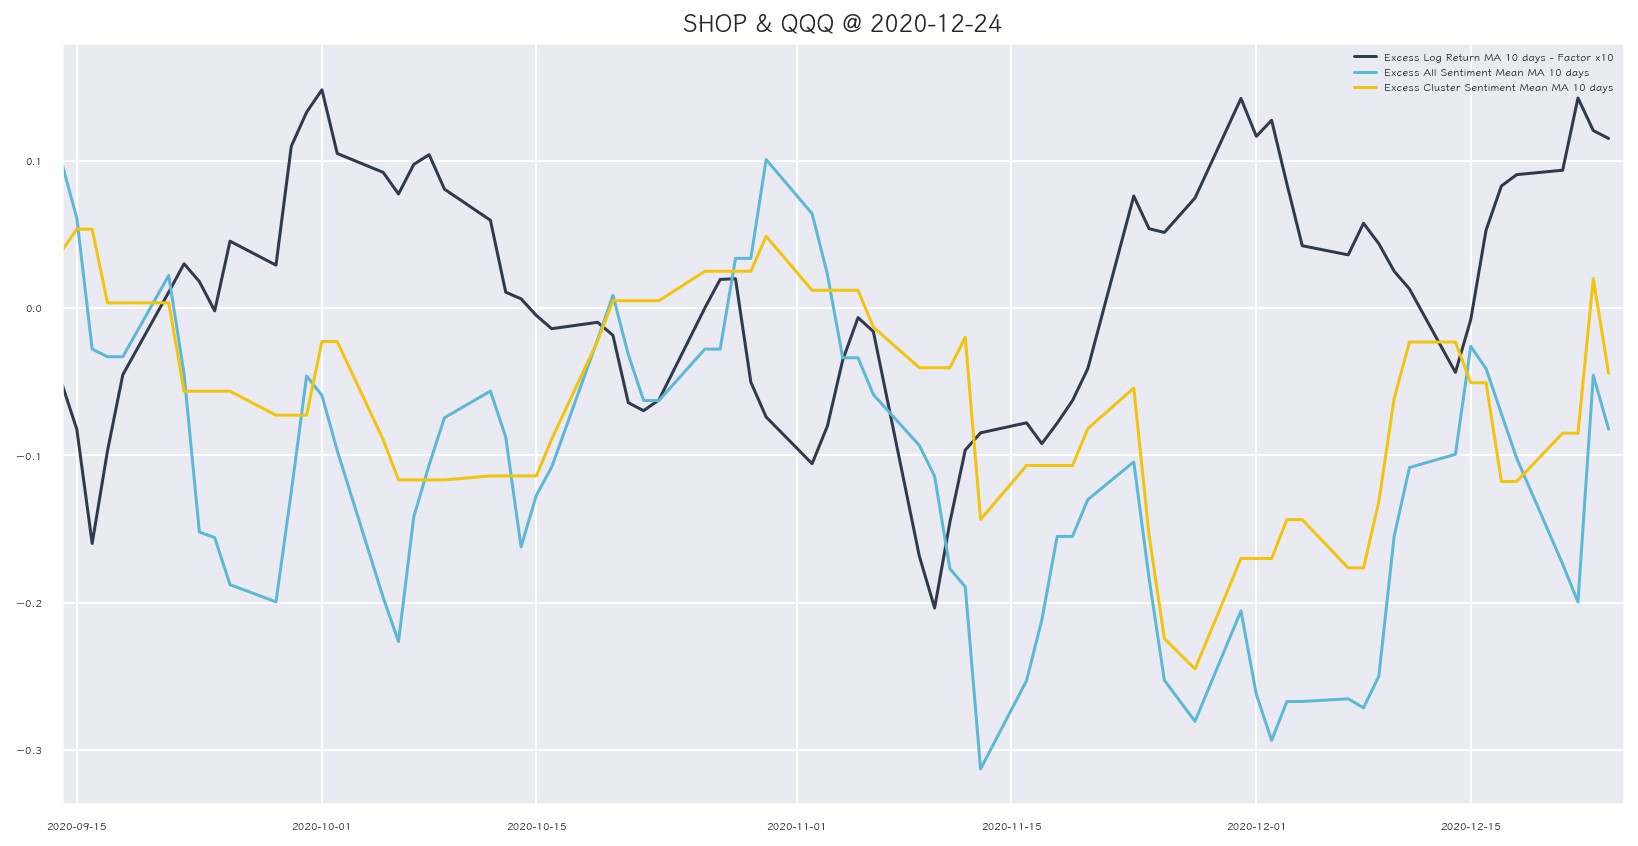 SHOP & QQQ @ 2020-12-24
Excess Log Return MA 10 days - Factor x10
Excess All Sentiment Mean MA 10 days
Excess Cluster Sentiment Mean MA 10 days
0.1
0.0
−0.1
−0.2
−0.3
2020-09-15 2020-10-01 2020-10-15 2020-11-01 2020-11-15 2020-12-01 2020-12-15